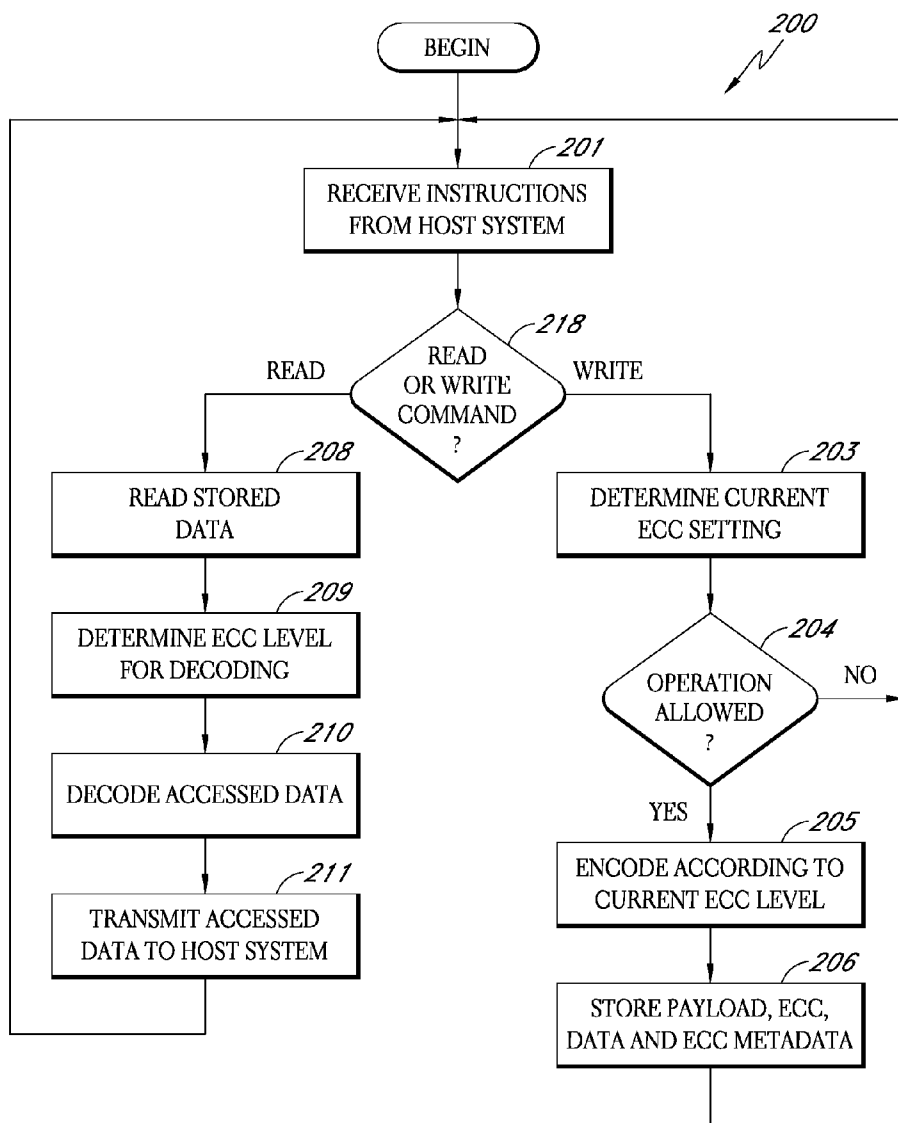 200
BEGIN
201
RECEIVE INSTRUCTIONS
FROM HOST SYSTEM
218
READ
OR WRITE
COMMAND
?
READ
WRITE
208
READ STORED
DATA
209
DETERMINE ECC LEVEL
FOR DECODING
210
DECODE ACCESSED DATA
211
TRANSMIT ACCESSED
DATA TO HOST SYSTEM
203
DETERMINE CURRENT
ECC SETTING
204
OPERATION
ALLOWED
?
NO
YES
205
ENCODE ACCORDING TO
CURRENT ECC LEVEL
206
STORE PAYLOAD, ECC,
DATA AND ECC METADATA